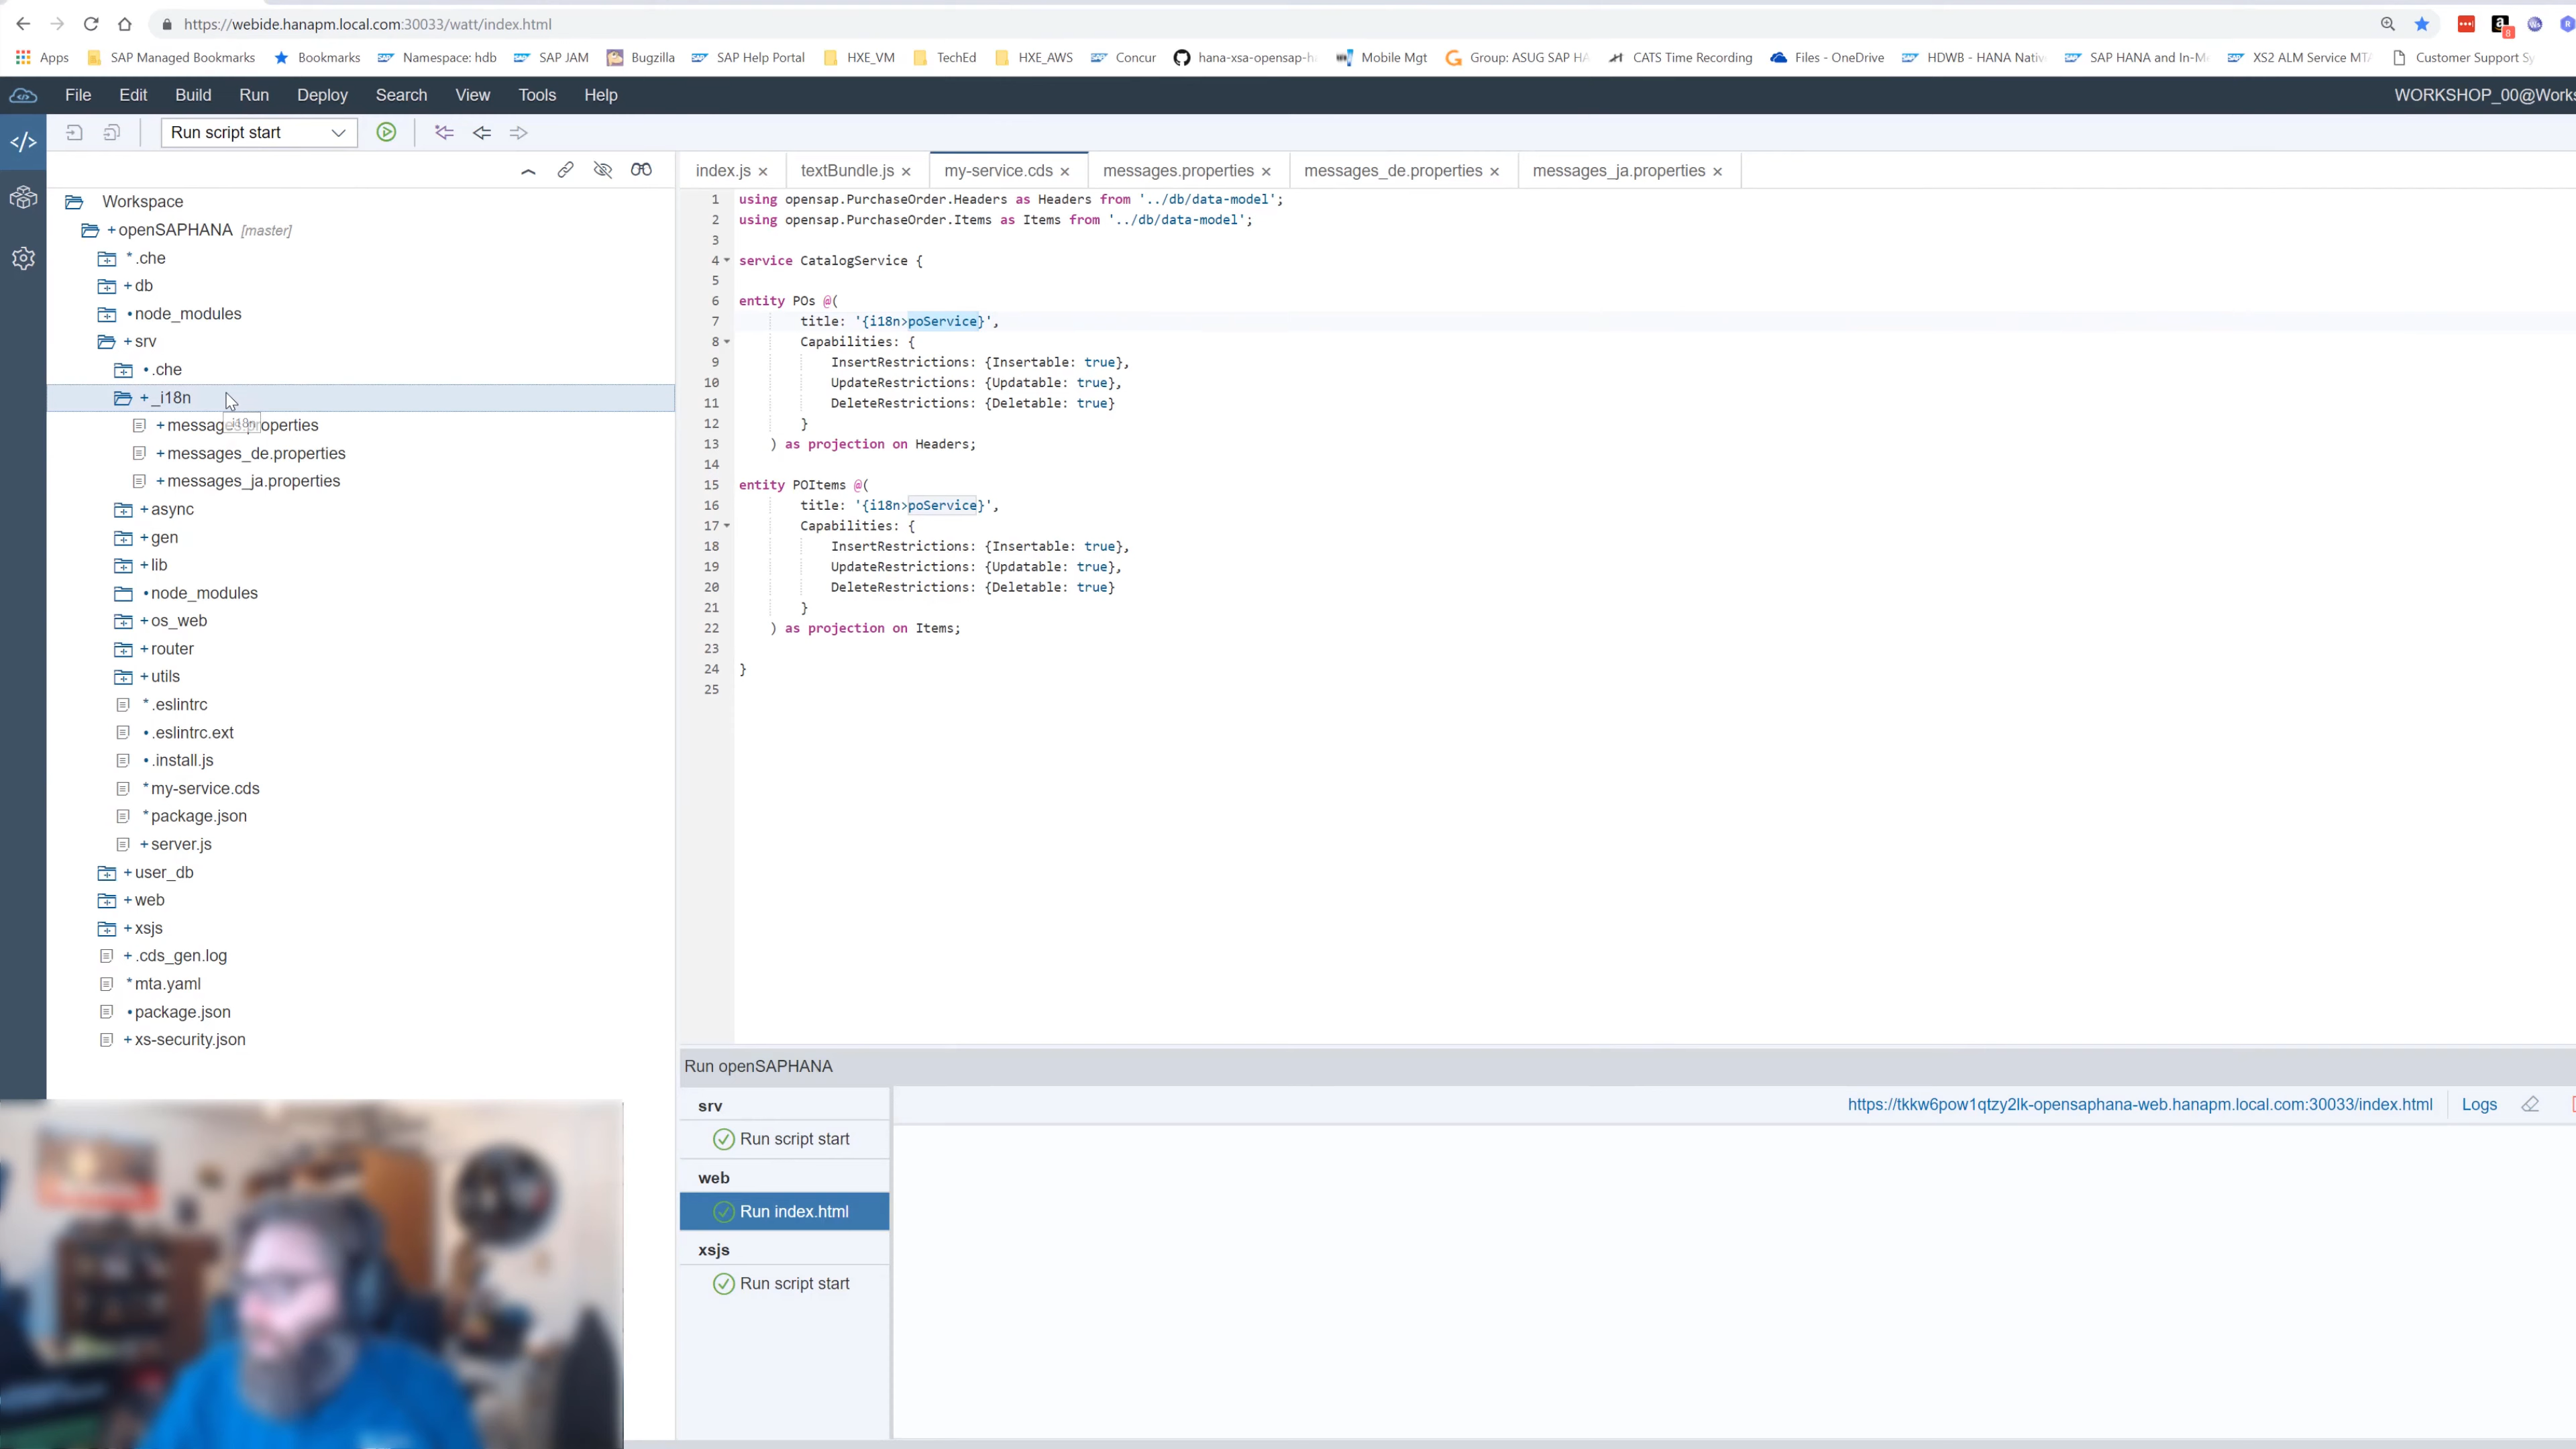 https://webide.hanapm.local.com:30033/watt/index.html
8
Apps SAP Managed Bookmarks Bookmarks Namespace: hdb SAP JAM Bugzilla SAP Help Portal HXE_VM TechEd HXE_AWS Concur hana-xsa-opensap-h Mobile Mgt Group: ASUG SAP HA CATS Time Recording Files - OneDrive HDWB - HANA Nativ SAP HANA and In-M XS2 ALM Service MTA Customer Support Sy
File Edit Build Run Deploy Search View Tools Help
WORKSHOP_00@Works
Run script start
index.js × textBundle.js × my-service.cds × messages.properties × messages_de.properties × messages_ja.properties ×
Workspace
+openSAPHANA [master]
*.che
+db
•node_modules
+srv
•.che
+_i18n
+messag properties
_i18n
+messages_de.properties
+messages_ja.properties
+async
+gen
+lib
•node_modules
+os_web
+router
+utils
*.eslintrc
•.eslintrc.ext
•.install.js
*my-service.cds
*package.json
+server.js
+user_db
+web
+xsjs
+.cds_gen.log
*mta.yaml
•package.json
+xs-security.json
1 using opensap.PurchaseOrder.Headers as Headers from '../db/data-model';
2 using opensap.PurchaseOrder.Items as Items from '../db/data-model';
3
4 service CatalogService {
5
6 entity POs @(
7 title: '{i18n>poService}',
8 Capabilities: {
9 InsertRestrictions: {Insertable: true},
10 UpdateRestrictions: {Updatable: true},
11 DeleteRestrictions: {Deletable: true}
12 }
13 ) as projection on Headers;
14
15 entity POItems @(
16 title: '{i18n>poService}',
17 Capabilities: {
18 InsertRestrictions: {Insertable: true},
19 UpdateRestrictions: {Updatable: true},
20 DeleteRestrictions: {Deletable: true}
21 }
22 ) as projection on Items;
23
24 }
25
Run openSAPHANA
srv
Run script start
web
Run index.html
xsjs
Run script start
https://tkkw6pow1qtzy2lk-opensaphana-web.hanapm.local.com:30033/index.html Logs